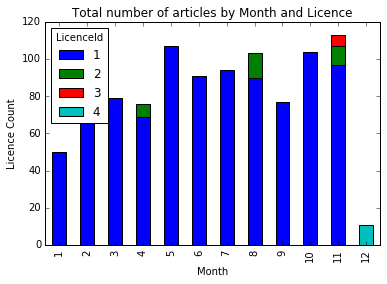 Total number of articles by Month and Licence
LicenceId
1
2
3
4
Licence Count
120
100
80
60
40
20
0
1 2 3 4 5 6 7 8 9 10 11 12
Month